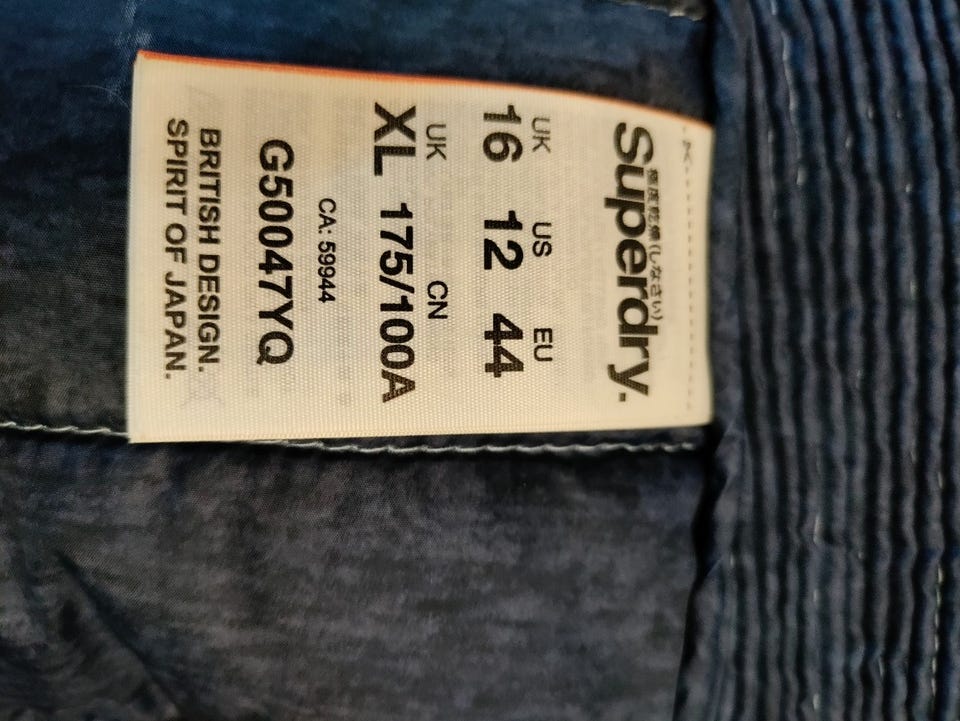 Superdry.
極度乾燥(しなさい)
UK US EU
16 12 44
UK CN
XL 175/100A
CA: 59944
G50047YQ
BRITISH DESIGN.
SPIRIT OF JAPAN.